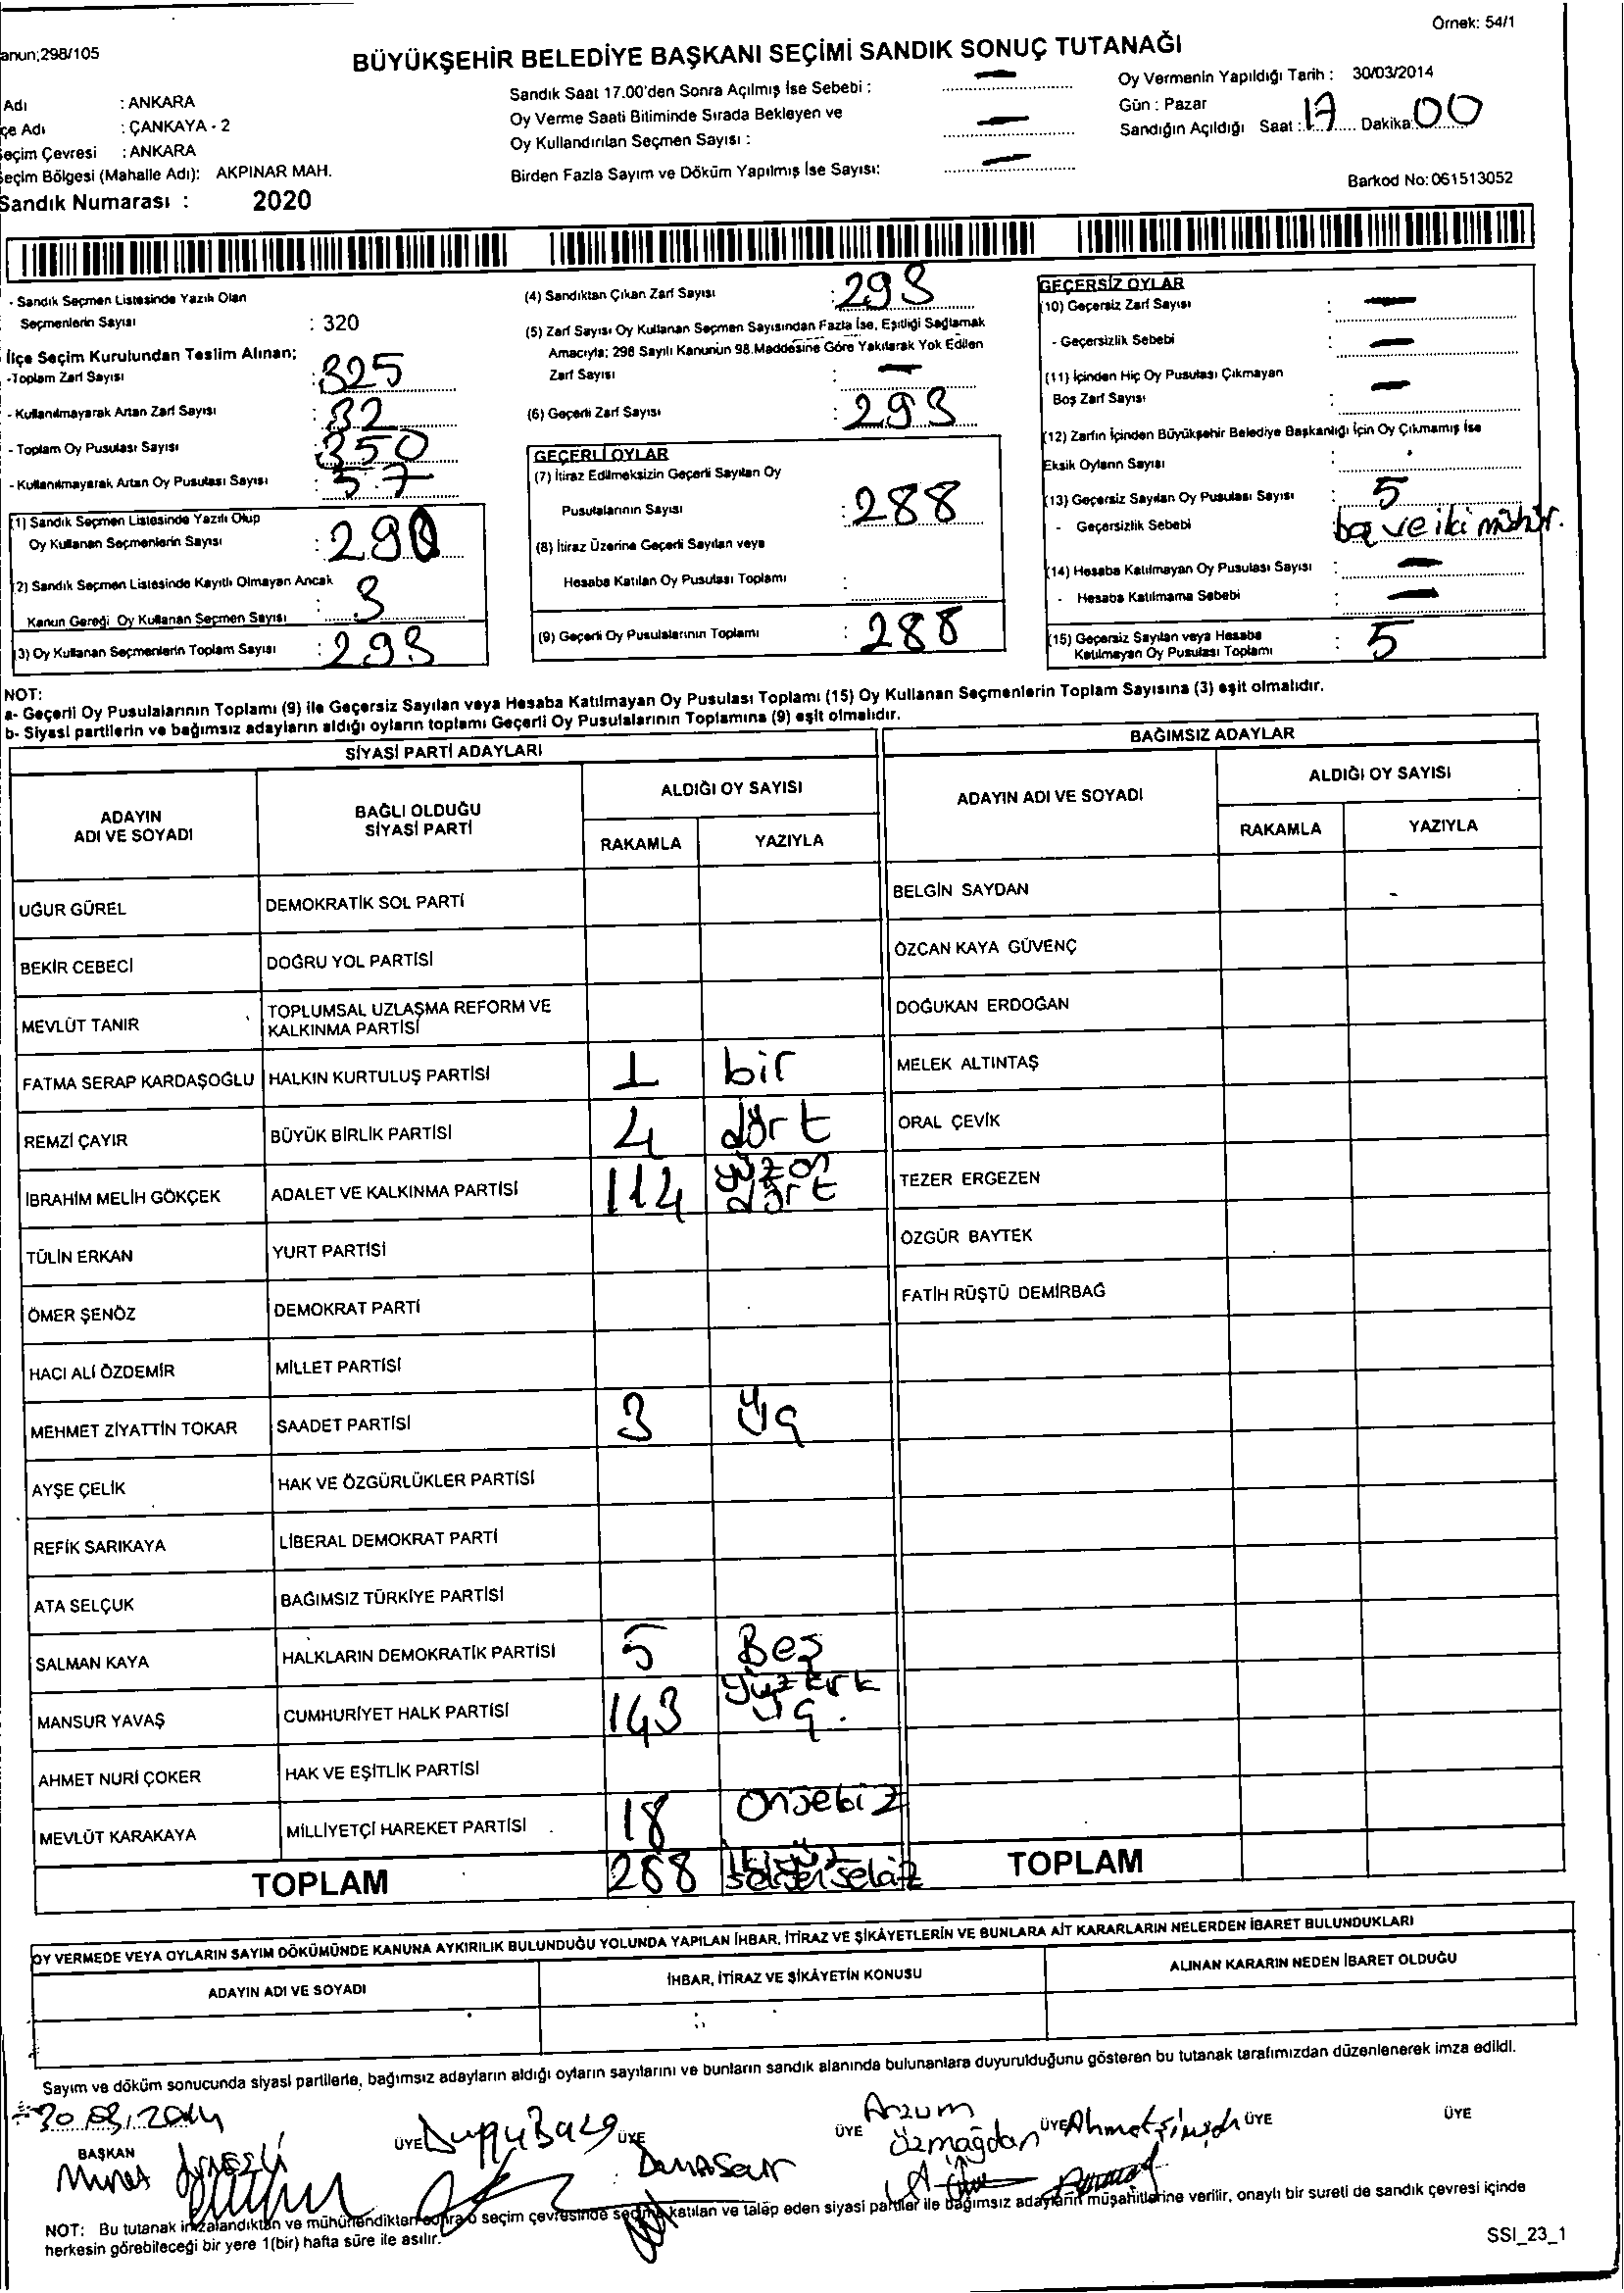 Örnek: 54/1
anun;298/105
BÜYÜKŞEHİR BELEDİYE BAŞKANI SEÇİMİ SANDIK SONUÇ TUTANAĞI
Adı : ANKARA
çe Adı : ÇANKAYA - 2
eçim Çevresi : ANKARA
eçim Bölgesi (Mahalle Adı): AKPINAR MAH.
Sandık Numarası : 2020
Sandık Saat 17.00'den Sonra Açılmış İse Sebebi : —
Oy Verme Saati Bitiminde Sırada Bekleyen ve
Oy Kullandırılan Seçmen Sayısı : —
Birden Fazla Sayım ve Döküm Yapılmış İse Sayısı: —
Oy Vermenin Yapıldığı Tarih : 30/03/2014
Gün : Pazar
Sandığın Açıldığı Saat : 17 Dakika: 00
Barkod No: 061513052
- Sandık Seçmen Listesinde Yazılı Olan
Seçmenlerin Sayısı : 320
İlçe Seçim Kurulundan Teslim Alınan;
-Toplam Zarf Sayısı : 325
- Kullanılmayarak Artan Zarf Sayısı : 32
- Toplam Oy Pusulası Sayısı : 350
- Kullanılmayarak Artan Oy Pusulası Sayısı : 57
(1) Sandık Seçmen Listesinde Yazılı Olup
Oy Kullanan Seçmenlerin Sayısı : 290
(2) Sandık Seçmen Listesinde Kayıtlı Olmayan Ancak
Kanun Gereği Oy Kullanan Seçmen Sayısı : 3
(3) Oy Kullanan Seçmenlerin Toplam Sayısı : 293
(4) Sandıktan Çıkan Zarf Sayısı : 293
(5) Zarf Sayısı Oy Kullanan Seçmen Sayısından Fazla İse, Eşitliği Sağlamak
Amacıyla; 298 Sayılı Kanunun 98.Maddesine Göre Yakılarak Yok Edilen
Zarf Sayısı : —
(6) Geçerli Zarf Sayısı : 293
GEÇERLİ OYLAR
(7) İtiraz Edilmeksizin Geçerli Sayılan Oy
Pusulalarının Sayısı : 288
(8) İtiraz Üzerine Geçerli Sayılan veya
Hesaba Katılan Oy Pusulası Toplamı :
(9) Geçerli Oy Pusulalarının Toplamı : 288
GEÇERSİZ OYLAR
(10) Geçersiz Zarf Sayısı : —
- Geçersizlik Sebebi : —
(11) İçinden Hiç Oy Pusulası Çıkmayan
Boş Zarf Sayısı : —
(12) Zarfın İçinden Büyükşehir Belediye Başkanlığı İçin Oy Çıkmamış İse
Eksik Oyların Sayısı :
(13) Geçersiz Sayılan Oy Pusulası Sayısı : 5
- Geçersizlik Sebebi : boş ve iki mühür.
(14) Hesaba Katılmayan Oy Pusulası Sayısı : —
- Hesaba Katılmama Sebebi : —
(15) Geçersiz Sayılan veya Hesaba
Katılmayan Oy Pusulası Toplamı : 5
NOT:
a- Geçerli Oy Pusulalarının Toplamı (9) ile Geçersiz Sayılan veya Hesaba Katılmayan Oy Pusulası Toplamı (15) Oy Kullanan Seçmenlerin Toplam Sayısına (3) eşit olmalıdır.
b- Siyasi partilerin ve bağımsız adayların aldığı oyların toplamı Geçerli Oy Pusulalarının Toplamına (9) eşit olmalıdır.
SİYASİ PARTİ ADAYLARI
ADAYIN ADI VE SOYADI BAĞLI OLDUĞU SİYASİ PARTİ ALDIĞI OY SAYISI
RAKAMLA YAZIYLA
UĞUR GÜREL DEMOKRATİK SOL PARTİ
BEKİR CEBECİ DOĞRU YOL PARTİSİ
MEVLÜT TANIR TOPLUMSAL UZLAŞMA REFORM VE KALKINMA PARTİSİ
FATMA SERAP KARDAŞOĞLU HALKIN KURTULUŞ PARTİSİ 1 bir
REMZİ ÇAYIR BÜYÜK BİRLİK PARTİSİ 4 dört
İBRAHİM MELİH GÖKÇEK ADALET VE KALKINMA PARTİSİ 114 yüzon dört
TÜLİN ERKAN YURT PARTİSİ
ÖMER ŞENÖZ DEMOKRAT PARTİ
HACI ALİ ÖZDEMİR MİLLET PARTİSİ
MEHMET ZİYATTİN TOKAR SAADET PARTİSİ 3 üç
AYŞE ÇELİK HAK VE ÖZGÜRLÜKLER PARTİSİ
REFİK SARIKAYA LİBERAL DEMOKRAT PARTİ
ATA SELÇUK BAĞIMSIZ TÜRKİYE PARTİSİ
SALMAN KAYA HALKLARIN DEMOKRATİK PARTİSİ 5 Beş
MANSUR YAVAŞ CUMHURİYET HALK PARTİSİ 143 yüzkırk üç.
AHMET NURİ ÇOKER HAK VE EŞİTLİK PARTİSİ
MEVLÜT KARAKAYA MİLLİYETÇİ HAREKET PARTİSİ 18 onsekiz
TOPLAM 288 ikiyüz seksensekiz
BAĞIMSIZ ADAYLAR
ADAYIN ADI VE SOYADI ALDIĞI OY SAYISI
RAKAMLA YAZIYLA
BELGİN SAYDAN
ÖZCAN KAYA GÜVENÇ
DOĞUKAN ERDOĞAN
MELEK ALTINTAŞ
ORAL ÇEVİK
TEZER ERGEZEN
ÖZGÜR BAYTEK
FATİH RÜŞTÜ DEMİRBAĞ
TOPLAM
OY VERMEDE VEYA OYLARIN SAYIM DÖKÜMÜNDE KANUNA AYKIRILIK BULUNDUĞU YOLUNDA YAPILAN İHBAR, İTİRAZ VE ŞİKÂYETLERİN VE BUNLARA AİT KARARLARIN NELERDEN İBARET BULUNDUKLARI
ADAYIN ADI VE SOYADI İHBAR, İTİRAZ VE ŞİKÂYETİN KONUSU ALINAN KARARIN NEDEN İBARET OLDUĞU
Sayım ve döküm sonucunda siyasi partilerle, bağımsız adayların aldığı oyların sayılarını ve bunların sandık alanında bulunanlara duyurulduğunu gösteren bu tutanak tarafımızdan düzenlenerek imza edildi.
30.03.2014
BAŞKAN ÜYE ÜYE ÜYE ÜYE ÜYE ÜYE
Arzum
Özmağdan
Ahmet Şimşek
NOT: Bu tutanak imzalandıktan ve mühürlendikten sonra o seçim çevresinde seçime katılan ve talep eden siyasi partiler ile bağımsız adayların müşahitlerine verilir, onaylı bir sureti de sandık çevresi içinde
herkesin görebileceği bir yere 1(bir) hafta süre ile asılır.
SSI_23_1